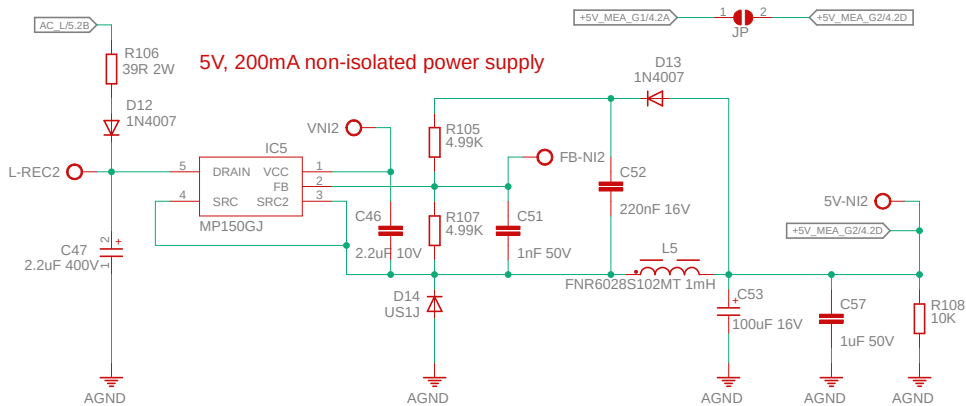 AC_L/5.2B
+5V_MEA_G1/4.2A
1
2
+5V_MEA_G2/4.2D
JP
R106
39R 2W
5V, 200mA non-isolated power supply
D13
1N4007
D12
1N4007
VNI2
R105
4.99K
IC5
FB-NI2
L-REC2
5
DRAIN
VCC
1
FB
2
4
SRC
SRC2
3
MP150GJ
C52
220nF 16V
5V-NI2
C46
2.2uF 10V
R107
4.99K
C51
1nF 50V
+5V_MEA_G2/4.2D
2
+
C47
2.2uF 400V
1
L5
FNR6028S102MT 1mH
D14
US1J
+
C53
100uF 16V
C57
1uF 50V
R108
10K
AGND
AGND
AGND
AGND
AGND